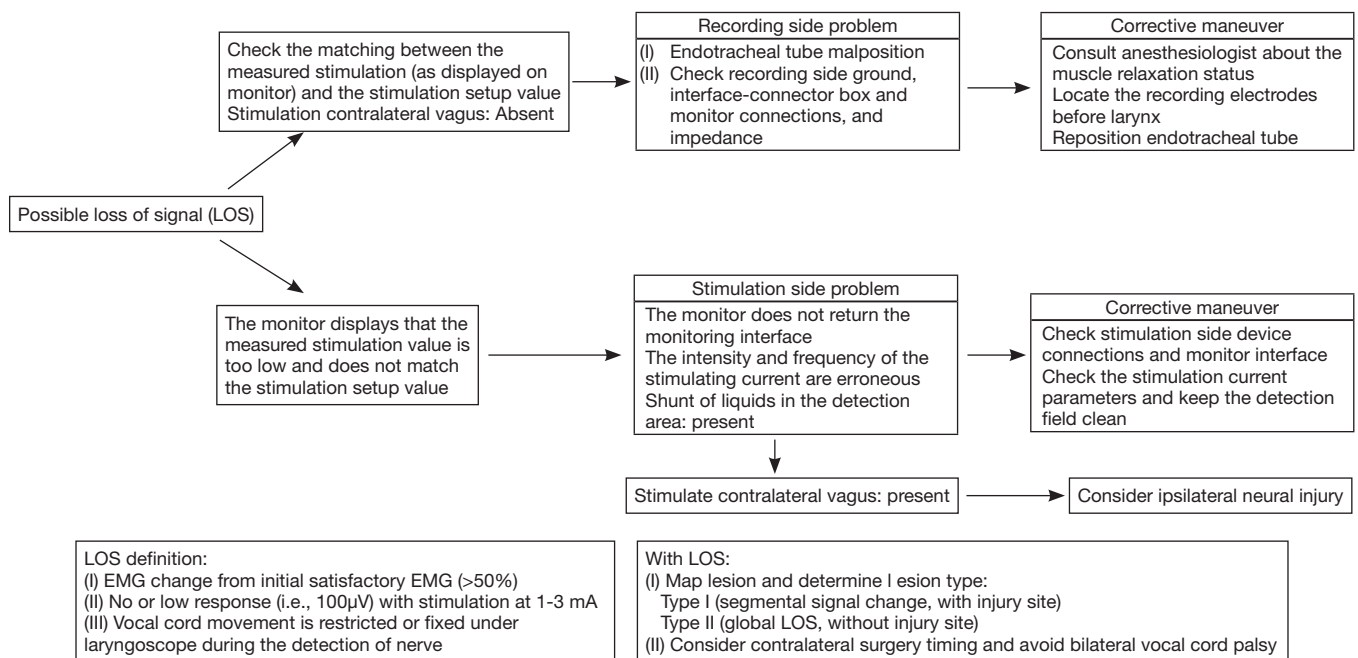 Check the matching between the
measured stimulation (as displayed on
monitor) and the stimulation setup value
Stimulation contralateral vagus: Absent
Recording side problem
(I) Endotracheal tube malposition
(II) Check recording side ground,
interface-connector box and
monitor connections, and
impedance
Corrective maneuver
Consult anesthesiologist about the
muscle relaxation status
Locate the recording electrodes
before larynx
Reposition endotracheal tube
Possible loss of signal (LOS)
The monitor displays that the
measured stimulation value is
too low and does not match
the stimulation setup value
Stimulation side problem
The monitor does not return the
monitoring interface
The intensity and frequency of the
stimulating current are erroneous
Shunt of liquids in the detection
area: present
Corrective maneuver
Check stimulation side device
connections and monitor interface
Check the stimulation current
parameters and keep the detection
field clean
Stimulate contralateral vagus: present
Consider ipsilateral neural injury
LOS definition:
(I) EMG change from initial satisfactory EMG (>50%)
(II) No or low response (i.e., 100μV) with stimulation at 1-3 mA
(III) Vocal cord movement is restricted or fixed under
laryngoscope during the detection of nerve
With LOS:
(I) Map lesion and determine l esion type:
Type I (segmental signal change, with injury site)
Type II (global LOS, without injury site)
(II) Consider contralateral surgery timing and avoid bilateral vocal cord palsy